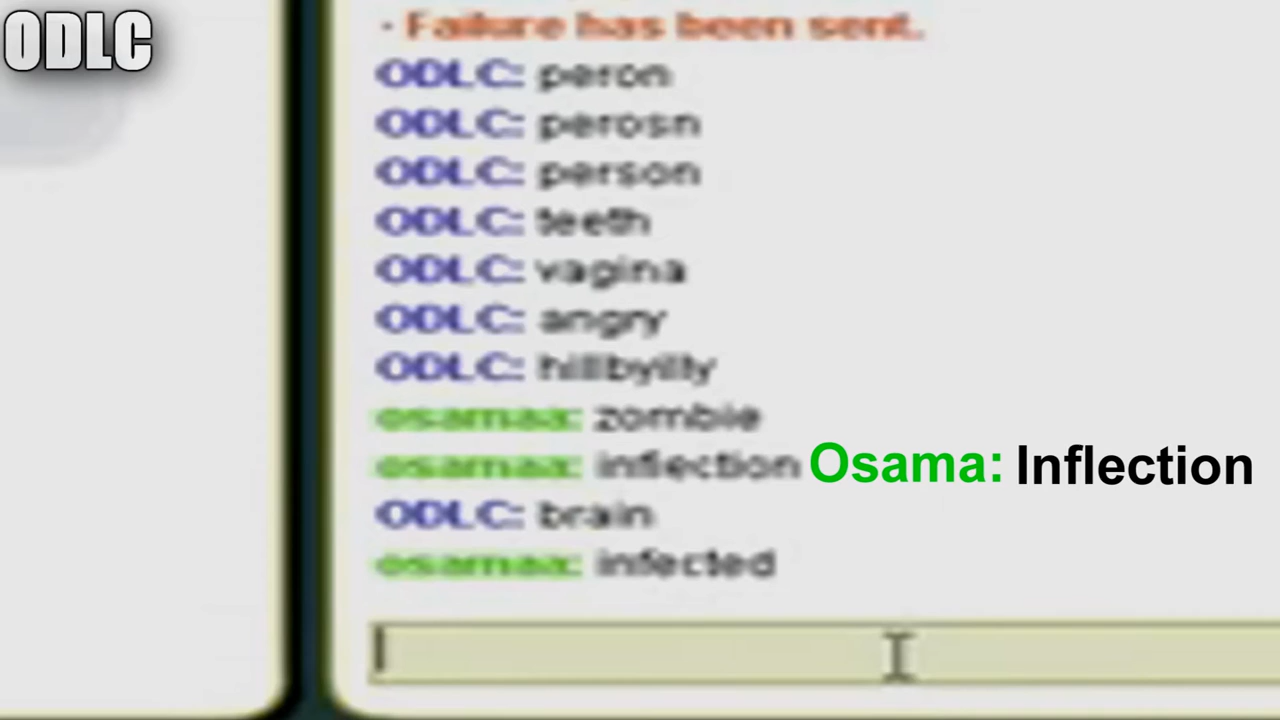 ODLC
- Failure has been sent.
ODLC: peron
ODLC: perosn
ODLC: person
ODLC: teeth
ODLC: vagina
ODLC: angry
ODLC: hillbyilly
osamaa: zombie
osamaa: inflection Osama: Inflection
ODLC: brain
osamaa: infected